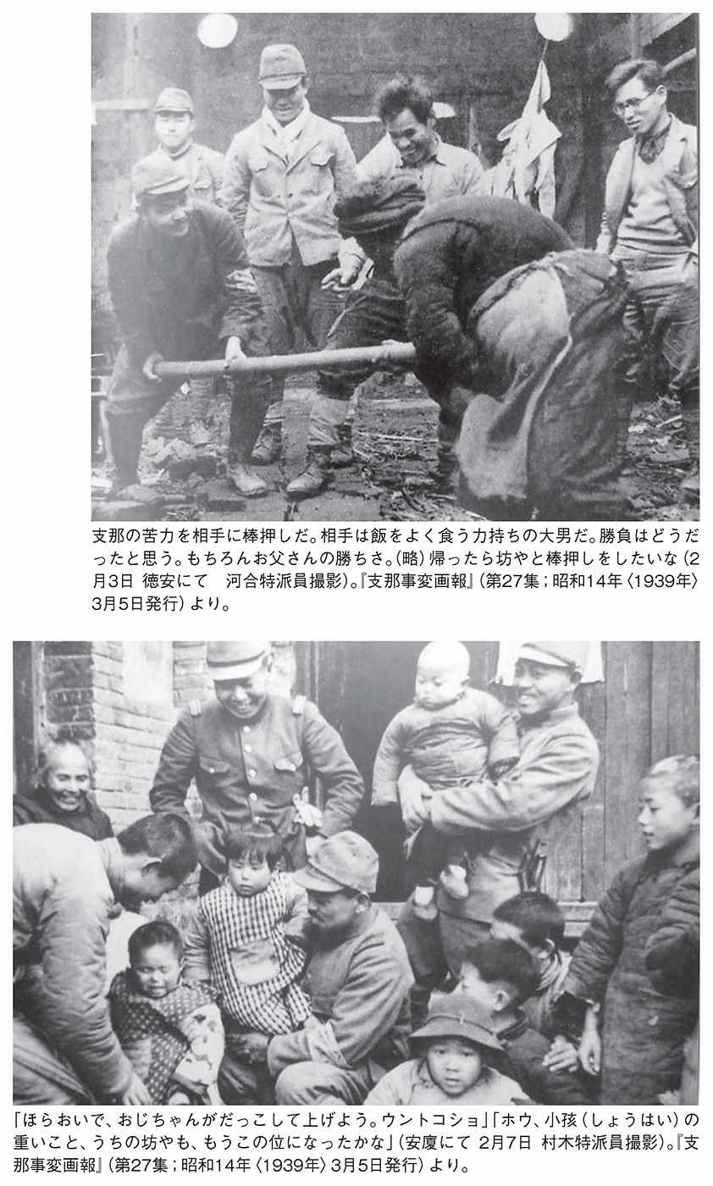 支那の苦力を相手に棒押しだ。相手は飯をよく食う力持ちの大男だ。勝負はどうだ
ったと思う。もちろんお父さんの勝ちさ。(略)帰ったら坊やと棒押しをしたいな(2
月3日 徳安にて 河合特派員撮影)。『支那事変画報』(第27集;昭和14年〈1939年〉
3月5日発行)より。
「ほらおいで、おじちゃんがだっこして上げよう。ウントコショ」「ホウ、小孩(しょうはい)の
重いこと、うちの坊やも、もうこの位になったかな」(安廈にて 2月7日 村木特派員撮影)。『支
那事変画報』(第27集;昭和14年〈1939年〉3月5日発行)より。